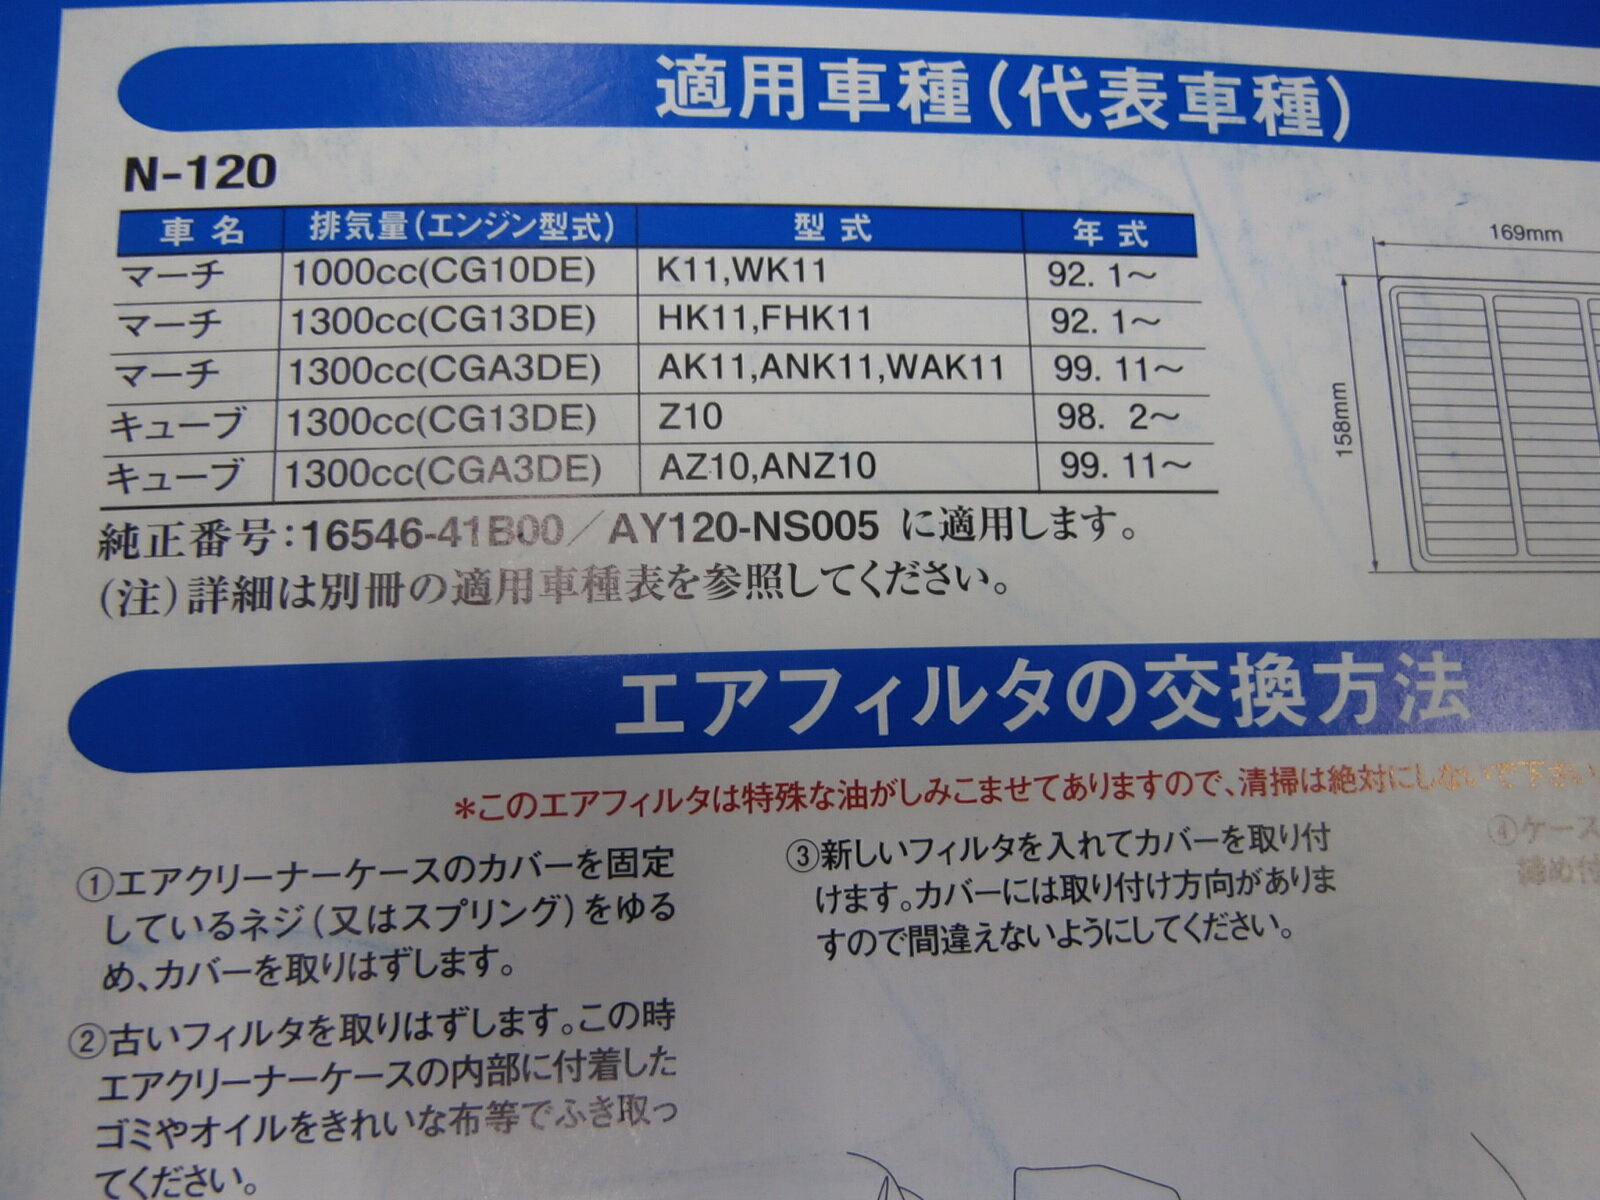 適用車種(代表車種)
N-120
車名 排気量(エンジン型式) 型式 年式
マーチ 1000cc(CG10DE) K11,WK11 92. 1〜
マーチ 1300cc(CG13DE) HK11,FHK11 92. 1〜
マーチ 1300cc(CGA3DE) AK11,ANK11,WAK11 99. 11〜
キューブ 1300cc(CG13DE) Z10 98. 2〜
キューブ 1300cc(CGA3DE) AZ10,ANZ10 99. 11〜
純正番号:16546-41B00／AY120-NS005 に適用します。
(注)詳細は別冊の適用車種表を参照してください。
169mm
158mm
エアフィルタの交換方法
*このエアフィルタは特殊な油がしみこませてありますので、清掃は絶対にしないで下さい
①エアクリーナーケースのカバーを固定
しているネジ(又はスプリング)をゆる
め、カバーを取りはずします。
②古いフィルタを取りはずします。この時
エアクリーナーケースの内部に付着した
ゴミやオイルをきれいな布等でふき取っ
てください。
③新しいフィルタを入れてカバーを取り付
けます。カバーには取り付け方向がありま
すので間違えないようにしてください。
④ケース
締め付